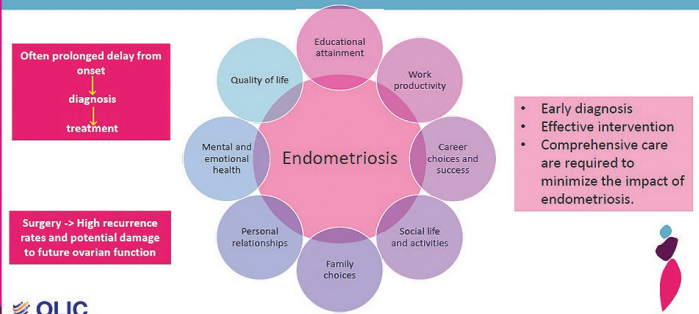 Often prolonged delay from
onset
diagnosis
treatment
Surgery -> High recurrence
rates and potential damage
to future ovarian function
Educational
attainment
Work
productivity
Career
choices and
success
Social life
and activities
Family
choices
Personal
relationships
Mental and
emotional
health
Quality of life
Endometriosis
• Early diagnosis
• Effective intervention
• Comprehensive care
are required to
minimize the impact of
endometriosis.
OLIC